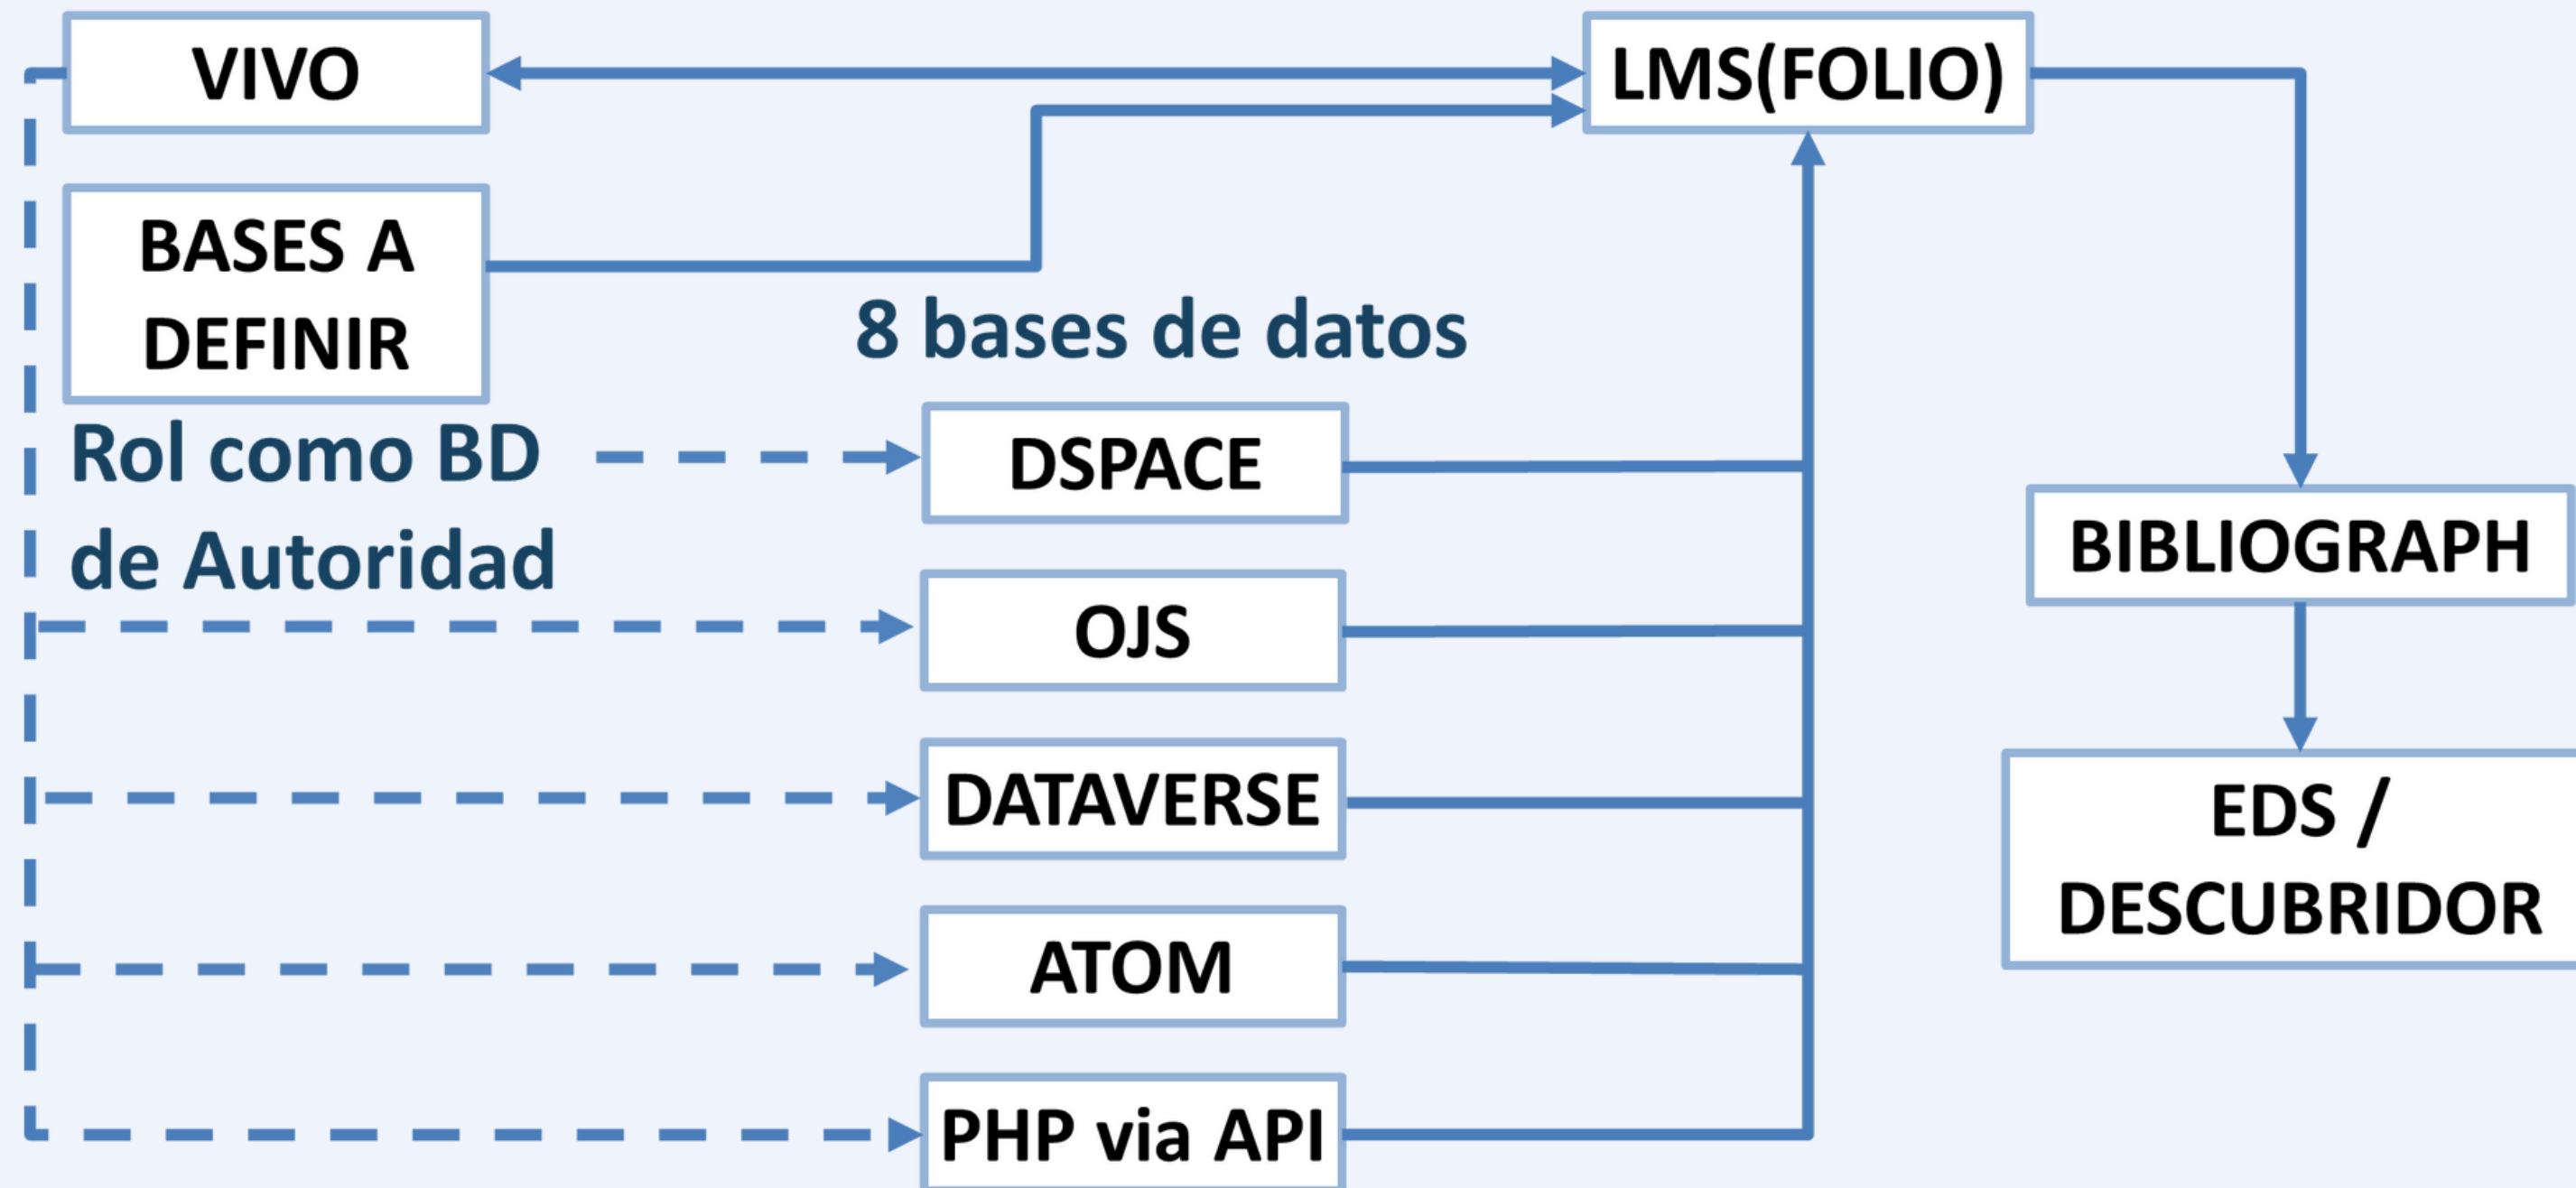 VIVO
LMS(FOLIO)
BASES A
DEFINIR
8 bases de datos
Rol como BD
de Autoridad
DSPACE
OJS
DATAVERSE
ATOM
PHP via API
BIBLIOGRAPH
EDS /
DESCUBRIDOR